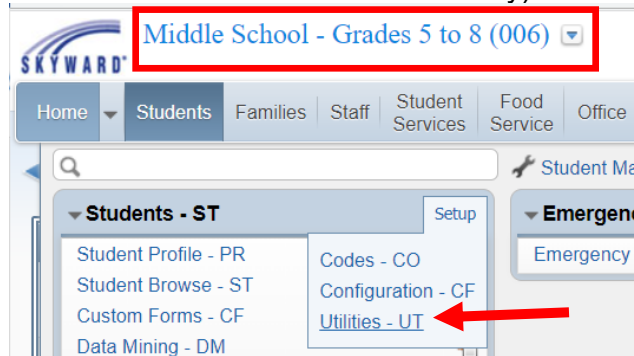 Middle School - Grades 5 to 8 (006)
SKYWARD
Home Students Families Staff Student Services Food Service Office
Student Ma
Students - ST Setup Emergenc
Student Profile - PR Codes - CO Emergency
Student Browse - ST Configuration - CF
Custom Forms - CF Utilities - UT
Data Mining - DM